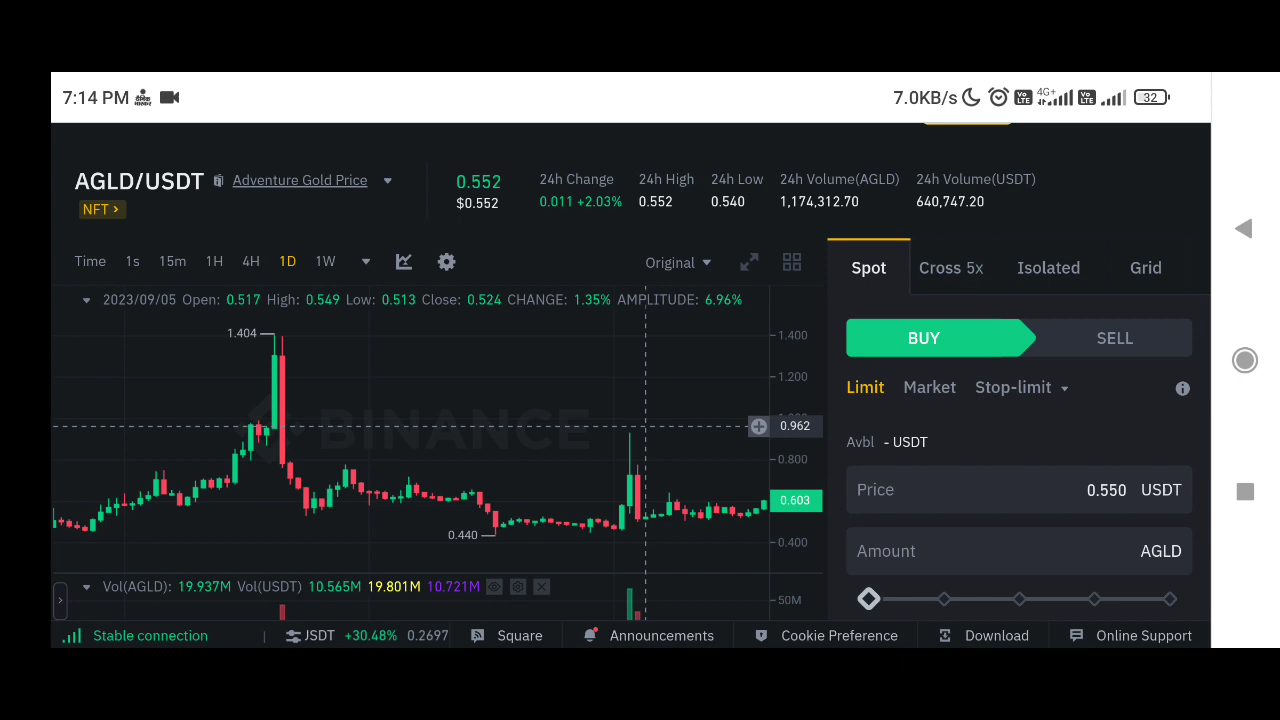 7:14 PM 7.0KB/s Vo LTE 4G+ Vo LTE 32
AGLD/USDT Adventure Gold Price
NFT >
0.552
$0.552
24h Change 24h High 24h Low 24h Volume(AGLD) 24h Volume(USDT)
0.011 +2.03% 0.552 0.540 1,174,312.70 640,747.20
Time 1s 15m 1H 4H 1D 1W Original
2023/09/05 Open: 0.517 High: 0.549 Low: 0.513 Close: 0.524 CHANGE: 1.35% AMPLITUDE: 6.96%
1.404
1.400
1.200
0.962
0.800
0.603
0.440
0.400
BINANCE
Vol(AGLD): 19.937M Vol(USDT) 10.565M 19.801M 10.721M
50M
Spot Cross 5x Isolated Grid
BUY SELL
Limit Market Stop-limit
Avbl - USDT
Price 0.550 USDT
Amount AGLD
Stable connection JSDT +30.48% 0.2697 Square Announcements Cookie Preference Download Online Support